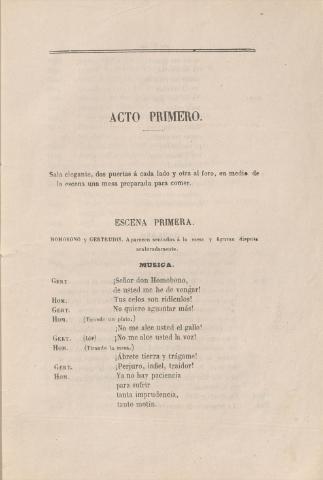 ACTO PRIMERO.
Sala elegante, dos puertas á cada lado y otra al foro, en medio de
la escena una mesa preparada para comer.
ESCENA PRIMERA.
HOMOBONO y GERTRUDIS. Aparecen sentados á la mesa y figuran disputa
acaloradamente.
MUSICA.
GERT. ¡Señor don Homobono,
de usted me he de vengar!
HOM. Tus celos son ridículos!
GERT. No quiero aguantar más!
HOM. (Tirando un plato.)
¡No me alce usted el gallo!
GERT. (Id.) ¡No me alce usted la voz!
HOM. (Tirando la mesa.)
¡Ábrete tierra y trágame!
GERT. ¡Perjuro, infiel, traidor!
HOM. Ya no hay paciencia
para sufrir
tanta imprudencia,
tanto motin.